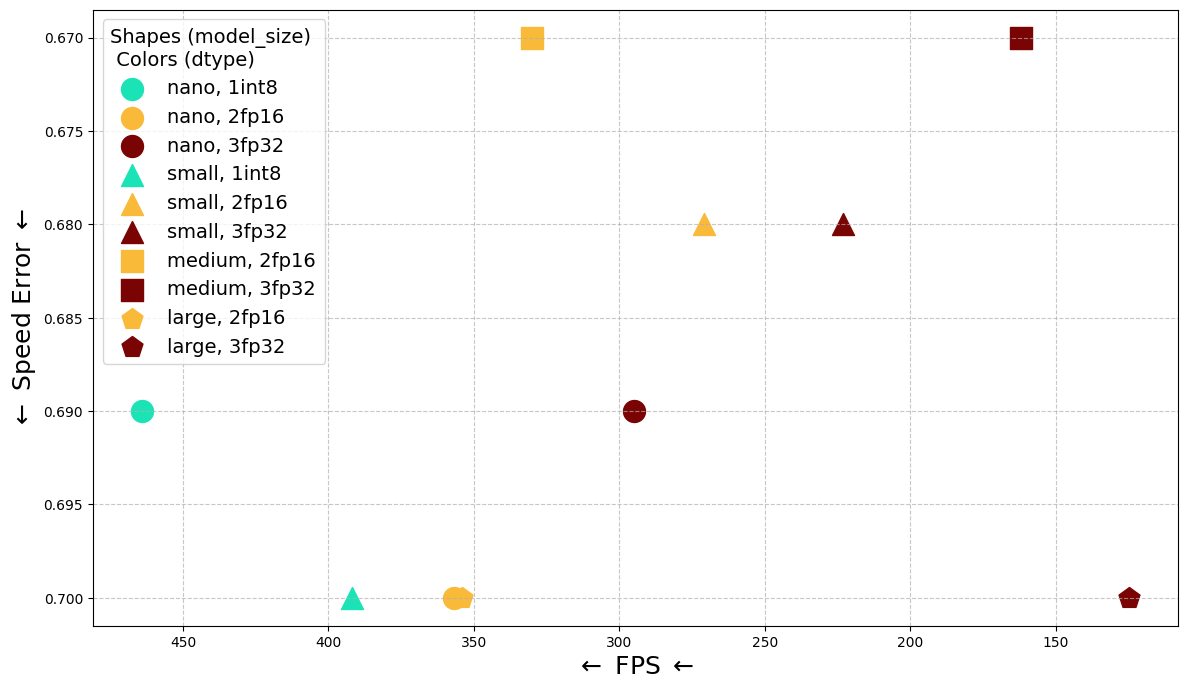 Shapes (model_size)
Colors (dtype)
nano, 1int8
nano, 2fp16
nano, 3fp32
small, 1int8
small, 2fp16
small, 3fp32
medium, 2fp16
medium, 3fp32
large, 2fp16
large, 3fp32
← Speed Error ←
0.670
0.675
0.680
0.685
0.690
0.695
0.700
450
400
350
300
250
200
150
← FPS ←